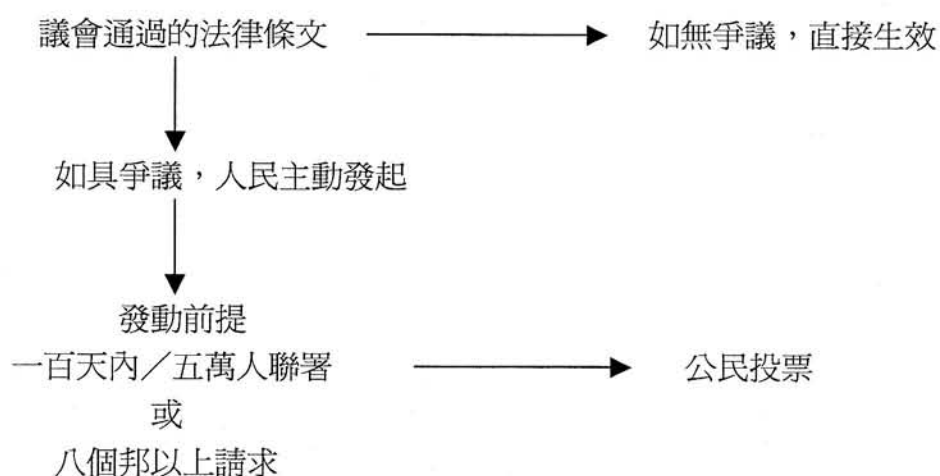 議會通過的法律條文
如無爭議，直接生效
如具爭議，人民主動發起
發動前提
一百天內／五萬人聯署
公民投票
或
八個邦以上請求